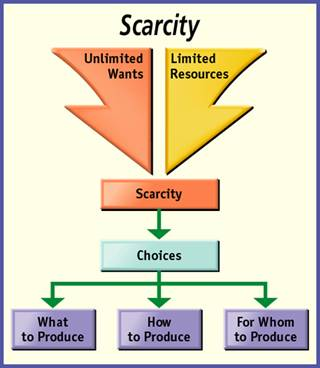 Scarcity
Unlimited
Wants
Limited
Resources
Scarcity
Choices
What
to Produce
How
to Produce
For Whom
to Produce